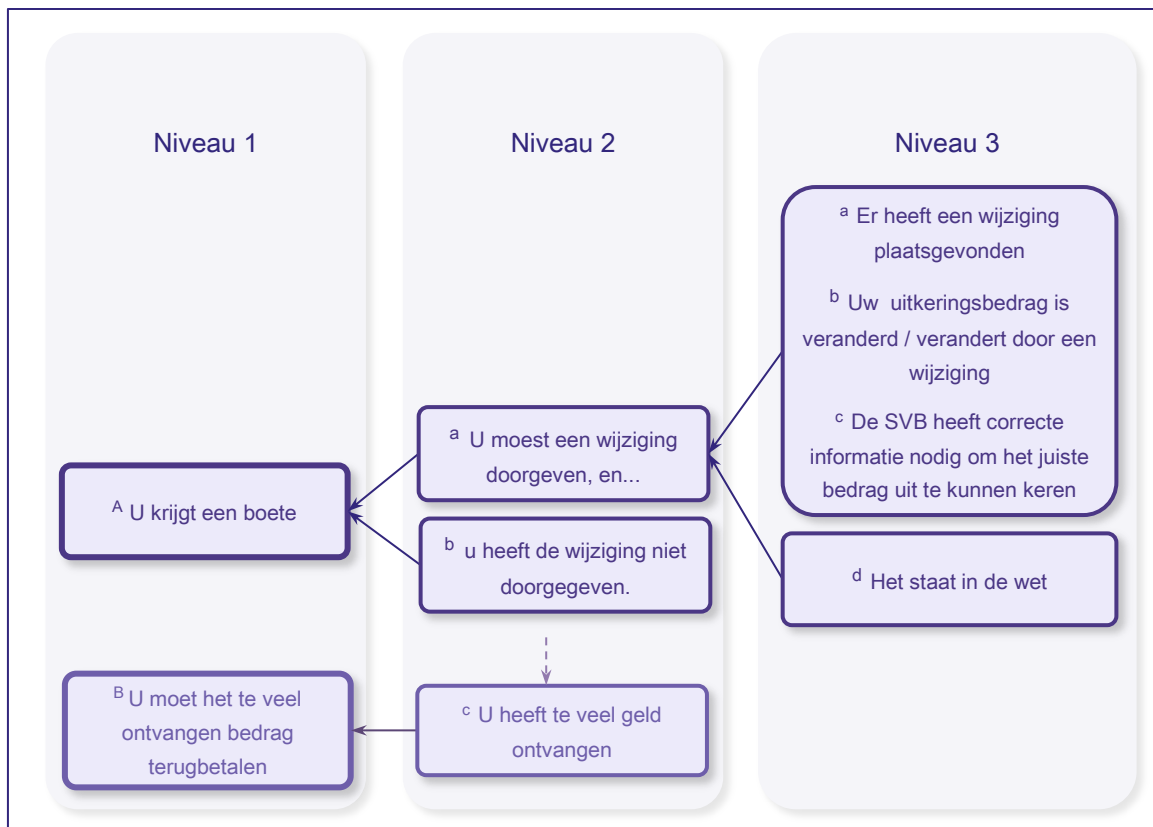 Niveau 1
Niveau 2
Niveau 3
A U krijgt een boete
B U moet het te veel
ontvangen bedrag
terugbetalen
a U moest een wijziging
doorgeven, en...
b u heeft de wijziging niet
doorgegeven.
c U heeft te veel geld
ontvangen
a Er heeft een wijziging
plaatsgevonden
b Uw uitkeringsbedrag is
veranderd / verandert door een
wijziging
c De SVB heeft correcte
informatie nodig om het juiste
bedrag uit te kunnen keren
d Het staat in de wet